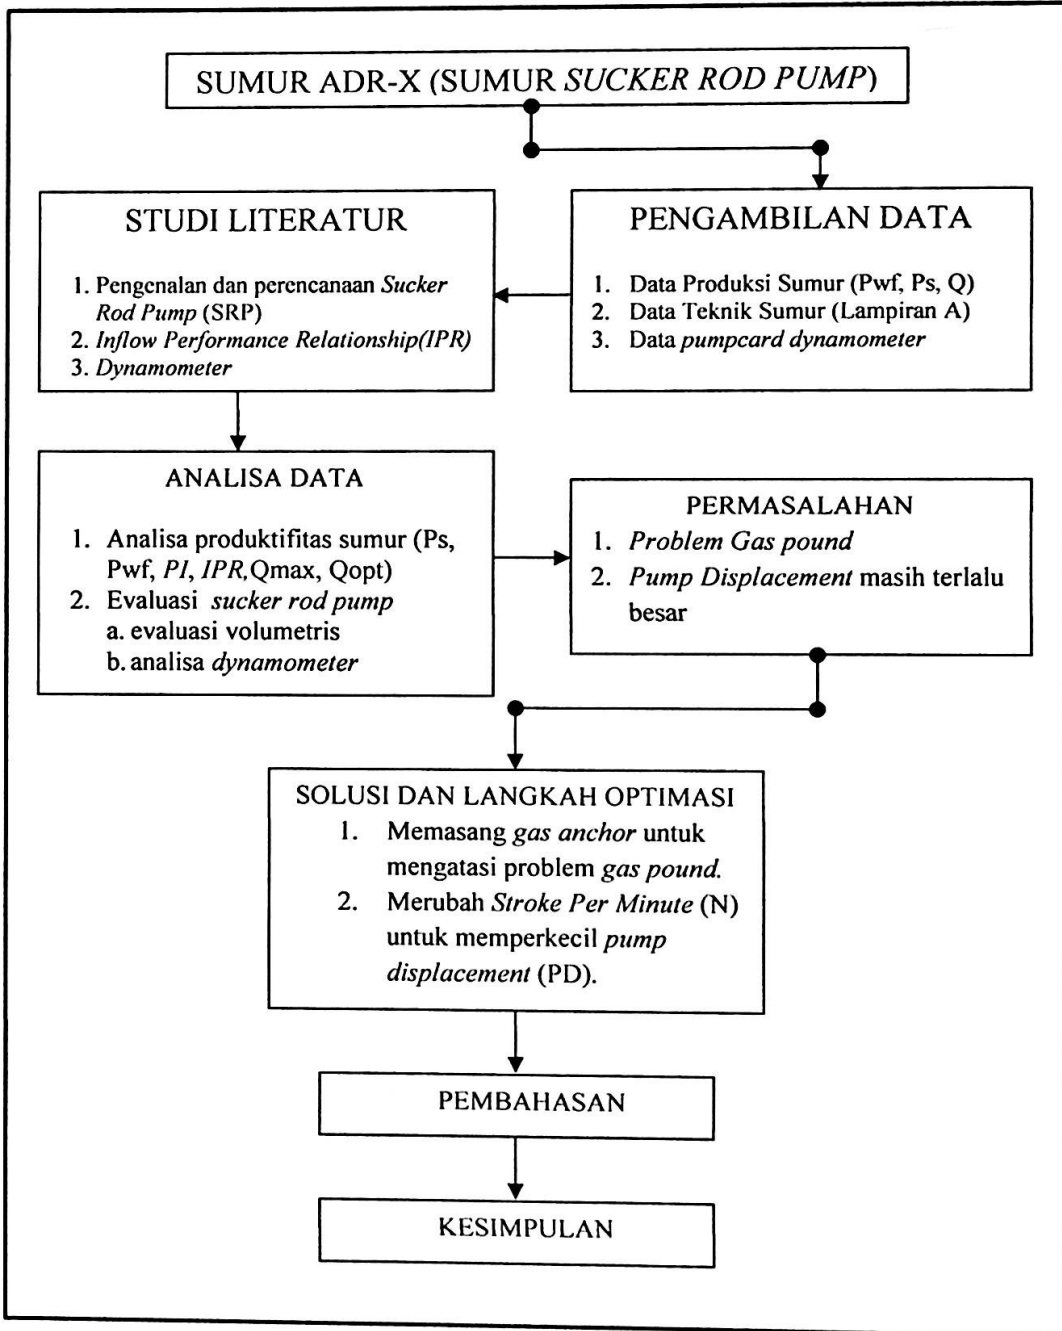 SUMUR ADR-X (SUMUR SUCKER ROD PUMP)
STUDI LITERATUR
1. Pengenalan dan perencanaan Sucker
Rod Pump (SRP)
2. Inflow Performance Relationship(IPR)
3. Dynamometer
PENGAMBILAN DATA
1. Data Produksi Sumur (Pwf, Ps, Q)
2. Data Teknik Sumur (Lampiran A)
3. Data pumpcard dynamometer
ANALISA DATA
1. Analisa produktifitas sumur (Ps,
Pwf, PI, IPR,Qmax, Qopt)
2. Evaluasi sucker rod pump
a. evaluasi volumetris
b. analisa dynamometer
PERMASALAHAN
1. Problem Gas pound
2. Pump Displacement masih terlalu
besar
SOLUSI DAN LANGKAH OPTIMASI
1. Memasang gas anchor untuk
mengatasi problem gas pound.
2. Merubah Stroke Per Minute (N)
untuk memperkecil pump
displacement (PD).
PEMBAHASAN
KESIMPULAN